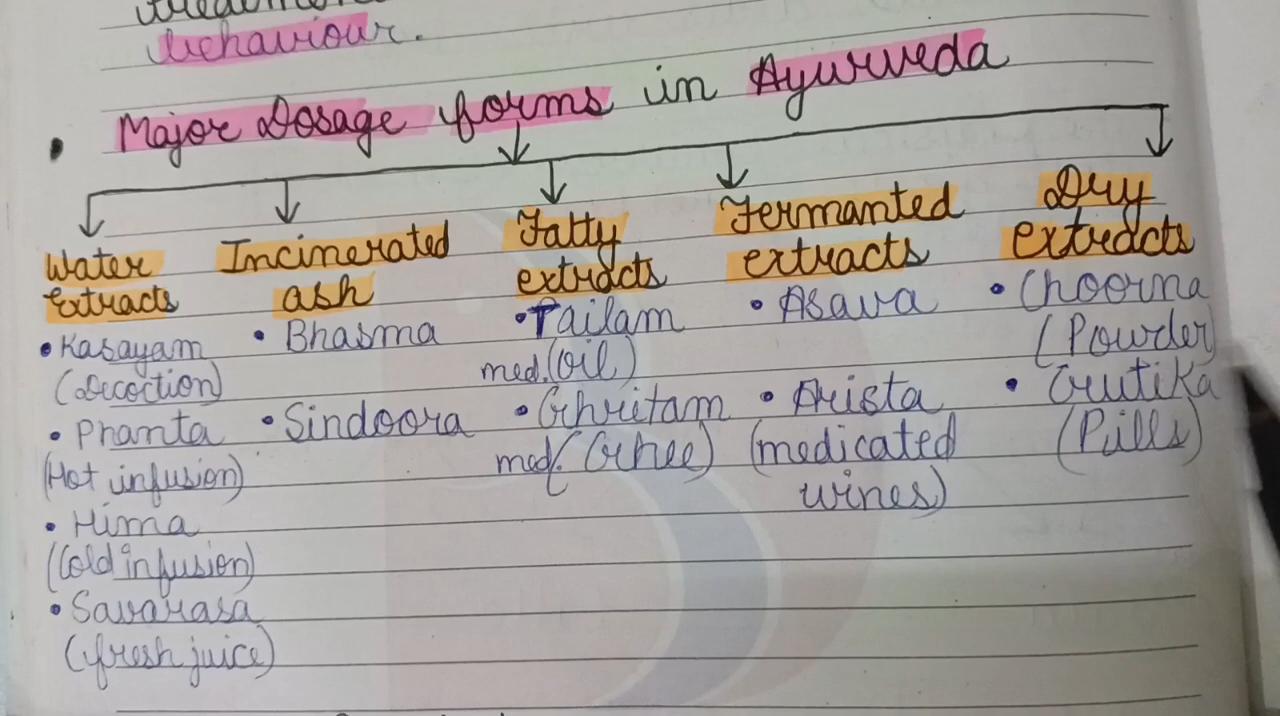 behaviour.
• Major Dosage forms in Ayurveda
Water
Extracts
• Kasayam
(Decoction)
• Phanta
(Hot infusion)
• Hima
(Cold infusion)
• Savarasa
(fresh juice)
Incinerated
ash
• Bhasma
• Sindoora
Fatty
extracts
• Tailam
med. (Oil)
• Ghritam
med. (Ghee)
Fermanted
extracts
• Asava
• Arista
(medicated
wines)
Dry
extracts
• Choorna
(Powder)
• Gutika
(Pills)